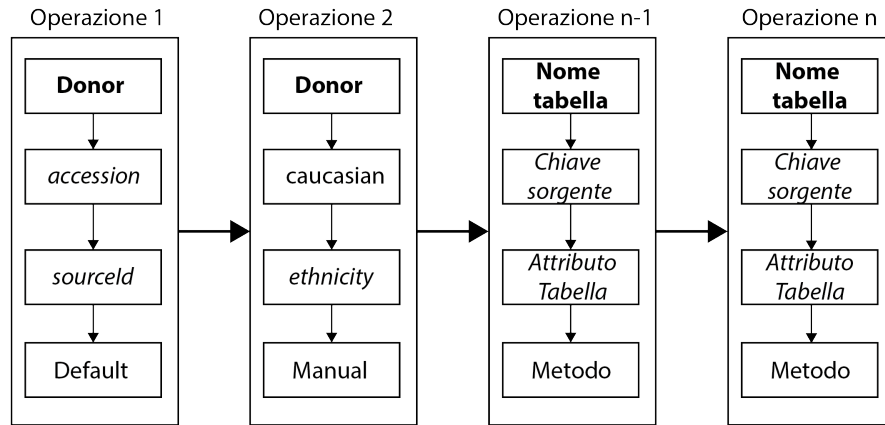 Operazione 1
Donor
accession
sourceId
Default
Operazione 2
Donor
caucasian
ethnicity
Manual
Operazione n-1
Nome
tabella
Chiave
sorgente
Attributo
Tabella
Metodo
Operazione n
Nome
tabella
Chiave
sorgente
Attributo
Tabella
Metodo